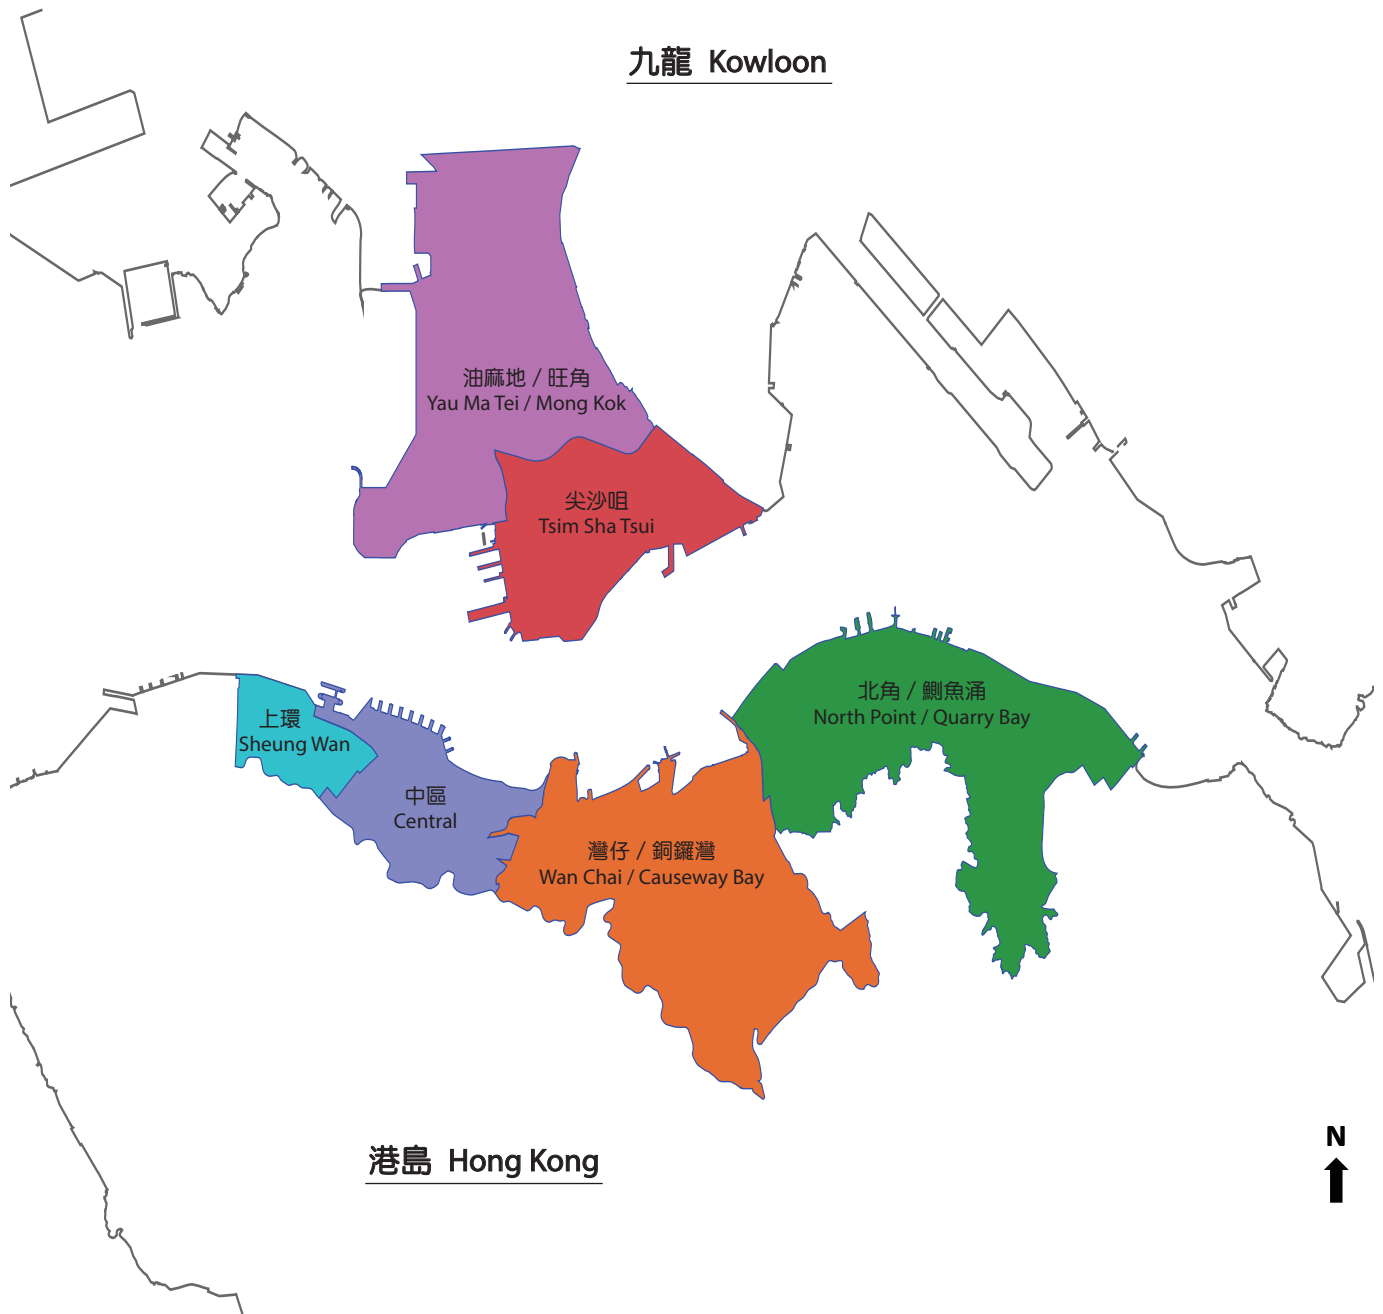 九龍 Kowloon
油麻地 / 旺角
Yau Ma Tei / Mong Kok
尖沙咀
Tsim Sha Tsui
北角 / 鰂魚涌
North Point / Quarry Bay
上環
Sheung Wan
中區
Central
灣仔 / 銅鑼灣
Wan Chai / Causeway Bay
港島 Hong Kong
N